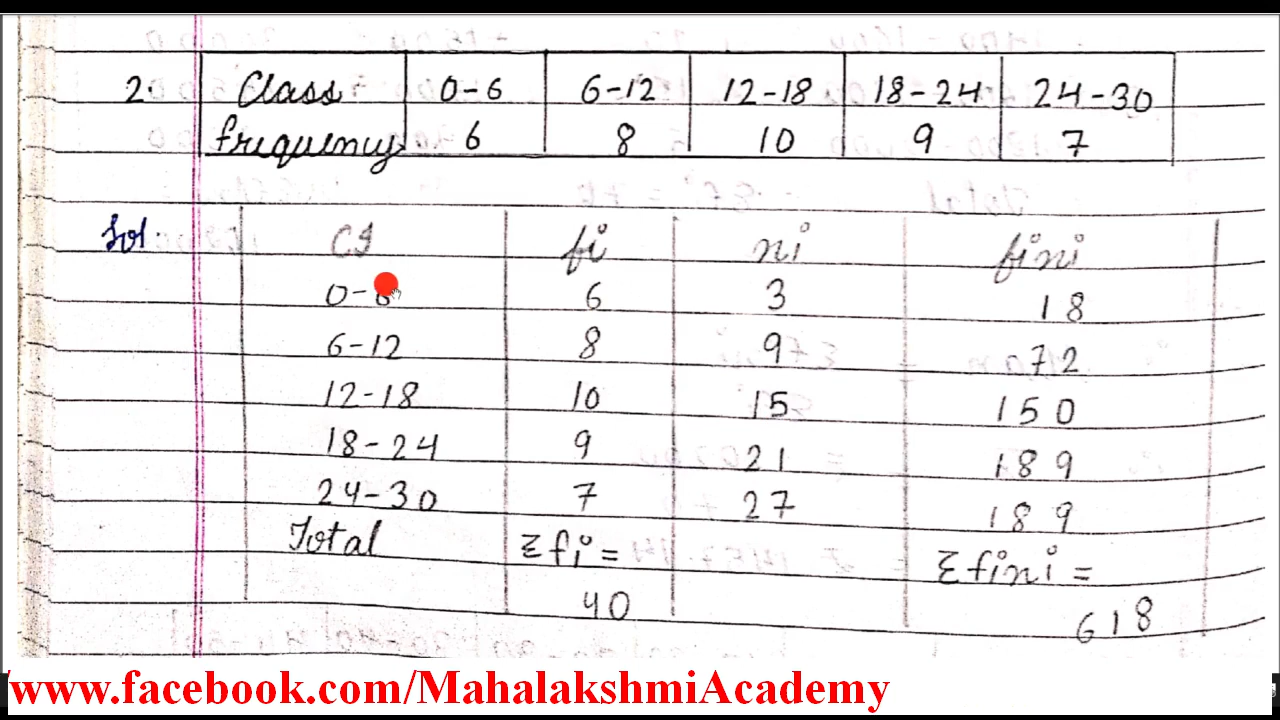 2. Class 0-6 6-12 12-18 18-24 24-30
frequency 6 8 10 9 7
Sol. CI fi xi fixi
0-6 6 3 18
6-12 8 9 72
12-18 10 15 150
18-24 9 21 189
24-30 7 27 189
Total Σfi = Σfixi =
40 618
www.facebook.com/MahalakshmiAcademy